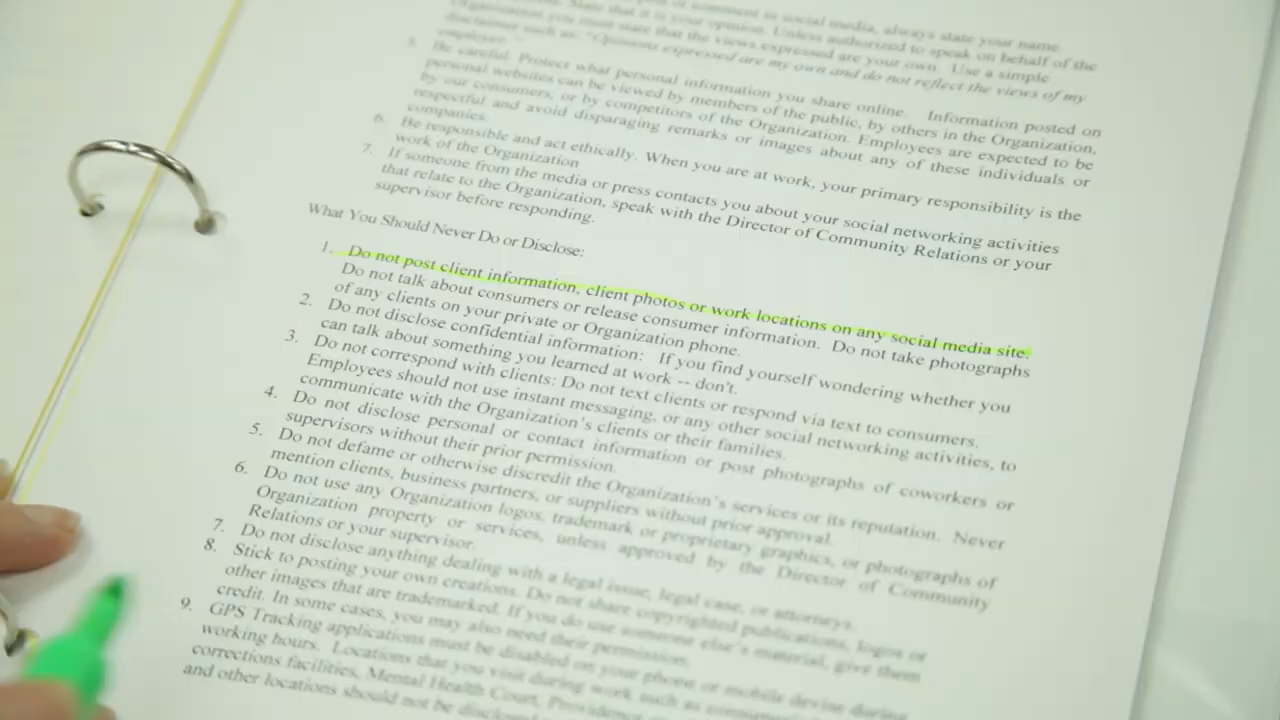 or comment in social media, always state your name.
State that it is your opinion. Unless authorized to speak on behalf of the
Organization you must state that the views expressed are your own. Use a simple
disclaimer such as: "Opinions expressed are my own and do not reflect the views of my
employer."
5. Be careful. Protect what personal information you share online. Information posted on
personal websites can be viewed by members of the public, by others in the Organization,
by our consumers, or by competitors of the Organization. Employees are expected to be
respectful and avoid disparaging remarks or images about any of these individuals or
companies.
6. Be responsible and act ethically. When you are at work, your primary responsibility is the
work of the Organization
7. If someone from the media or press contacts you about your social networking activities
that relate to the Organization, speak with the Director of Community Relations or your
supervisor before responding.
What You Should Never Do or Disclose:
1. Do not post client information, client photos or work locations on any social media site.
Do not talk about consumers or release consumer information. Do not take photographs
of any clients on your private or Organization phone.
2. Do not disclose confidential information: If you find yourself wondering whether you
can talk about something you learned at work -- don't.
3. Do not correspond with clients: Do not text clients or respond via text to consumers.
Employees should not use instant messaging, or any other social networking activities, to
communicate with the Organization's clients or their families.
4. Do not disclose personal or contact information or post photographs of coworkers or
supervisors without their prior permission.
5. Do not defame or otherwise discredit the Organization's services or its reputation. Never
mention clients, business partners, or suppliers without prior approval.
6. Do not use any Organization logos, trademark or proprietary graphics, or photographs of
Organization property or services, unless approved by the Director of Community
Relations or your supervisor.
7. Do not disclose anything dealing with a legal issue, legal case, or attorneys.
8. Stick to posting your own creations. Do not share copyrighted publications, logos or
other images that are trademarked. If you do use someone else's material, give them
credit. In some cases, you may also need their permission.
9. GPS Tracking applications must be disabled on your phone or mobile devise during
working hours. Locations that you visit during work such as
corrections facilities, Mental Health Court, Providence
and other locations should not be disclosed